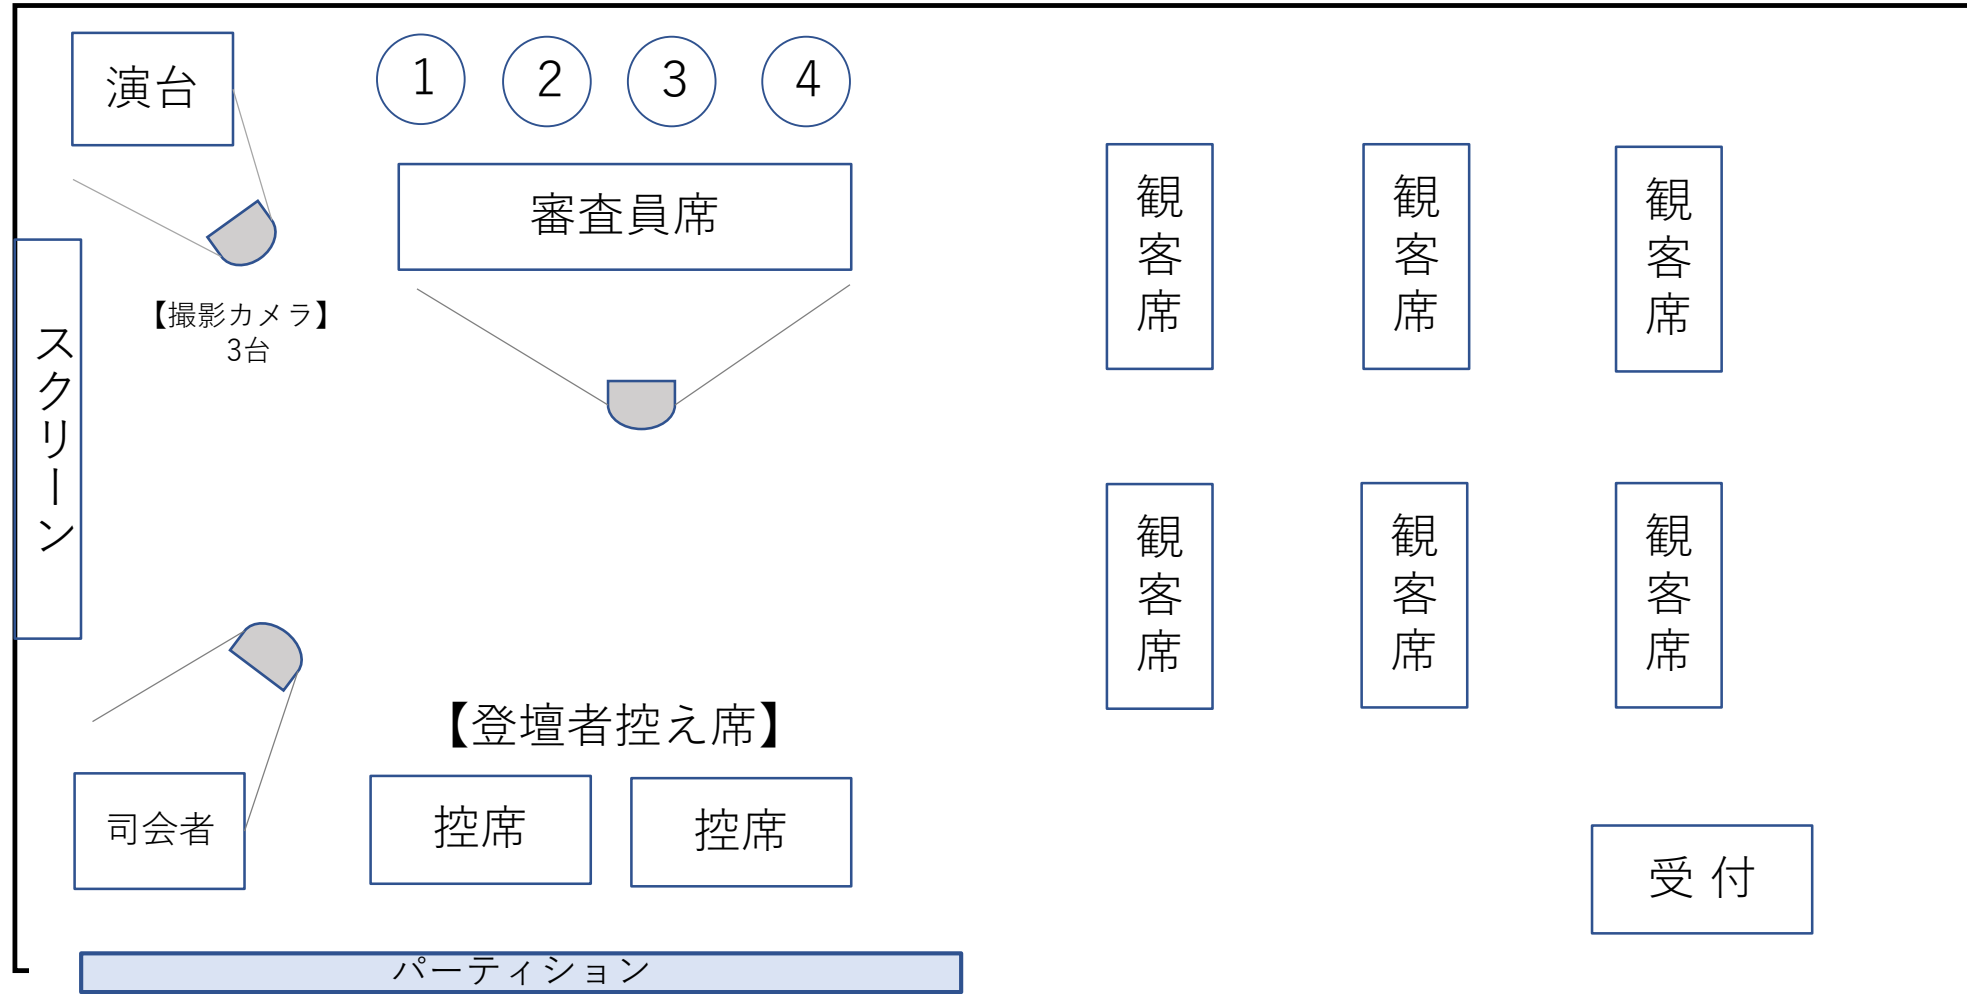 演台
1
2
3
4
審査員席
【撮影カメラ】
3台
スクリーン
観客席
観客席
観客席
観客席
観客席
観客席
【登壇者控え席】
司会者
控席
控席
受 付
パーティション